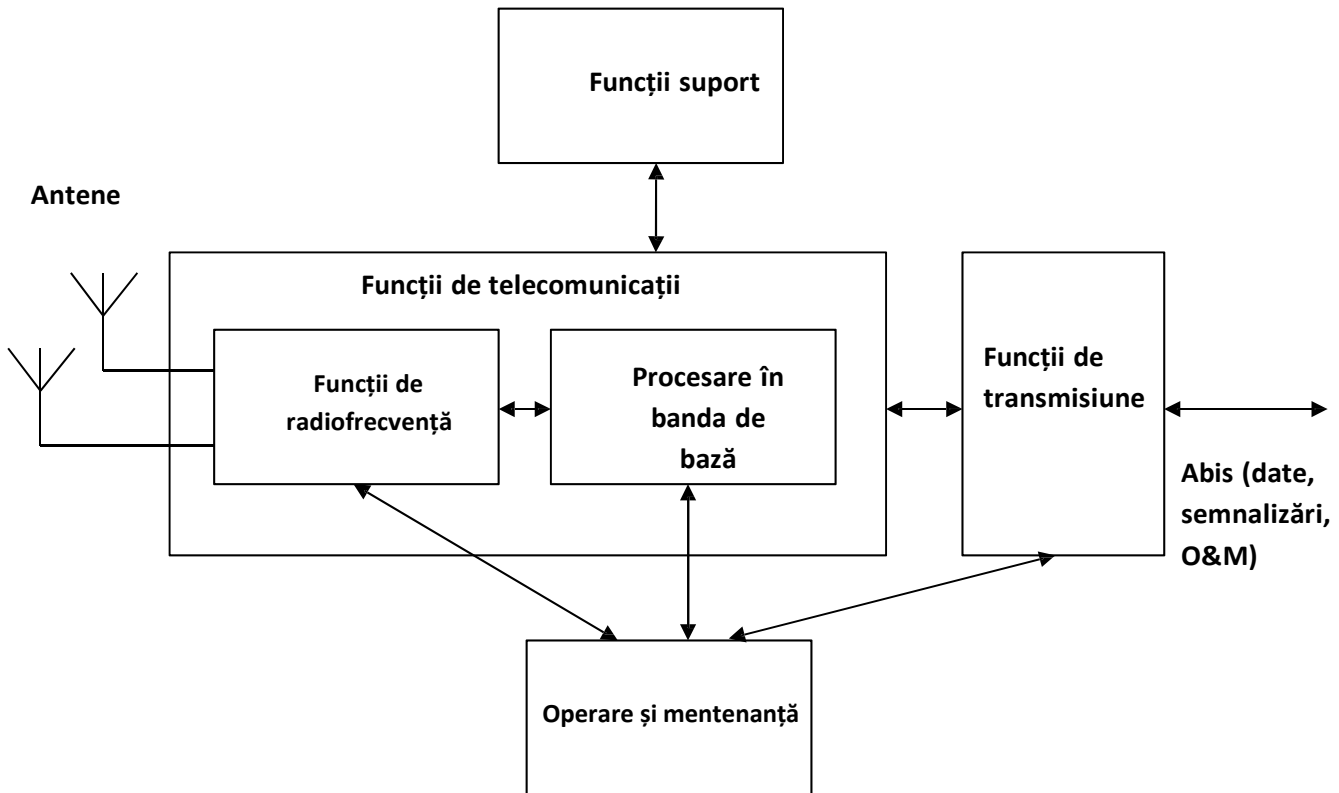 Funcții suport
Antene
Funcții de telecomunicații
Funcții de
radiofrecvență
Procesare în
banda de
bază
Funcții de
transmisiune
Abis (date,
semnalizări,
O&M)
Operare și mentenanță